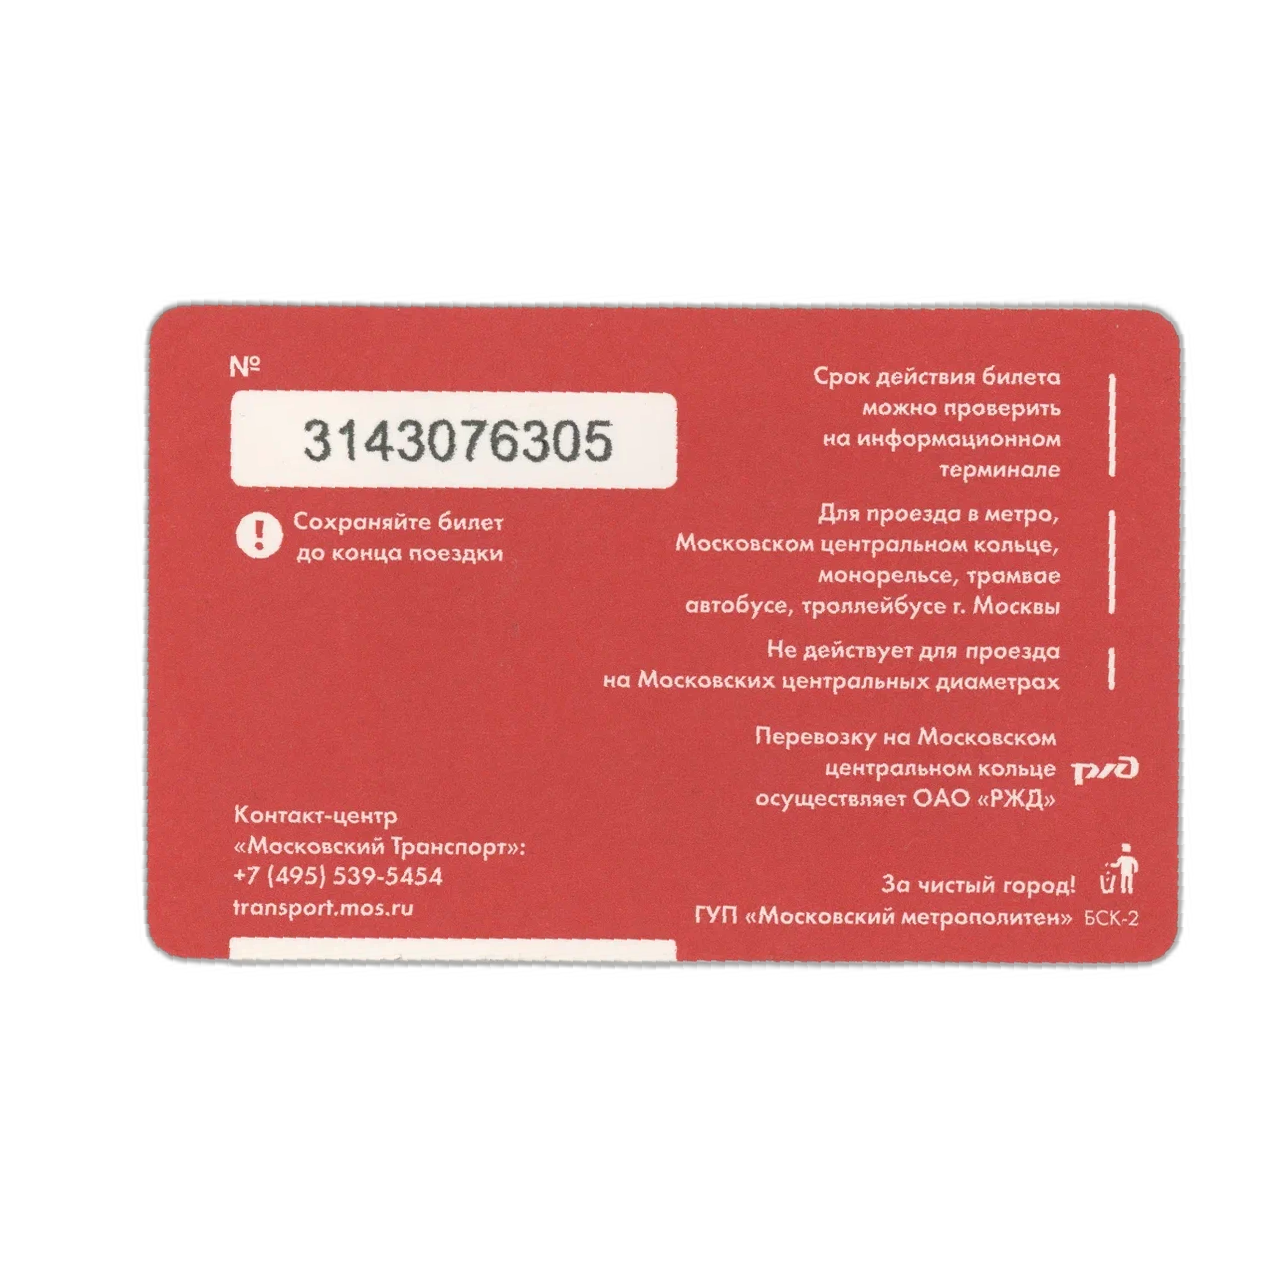 №
3143076305
Сохраняйте билет
до конца поездки
Срок действия билета
можно проверить
на информационном
терминале
Для проезда в метро,
Московском центральном кольце,
монорельсе, трамвае
автобусе, троллейбусе г. Москвы
Не действует для проезда
на Московских центральных диаметрах
Перевозку на Московском
центральном кольце
осуществляет ОАО «РЖД»
РЖД
Контакт-центр
«Московский Транспорт»:
+7 (495) 539-5454
transport.mos.ru
За чистый город!
ГУП «Московский метрополитен» БСК-2